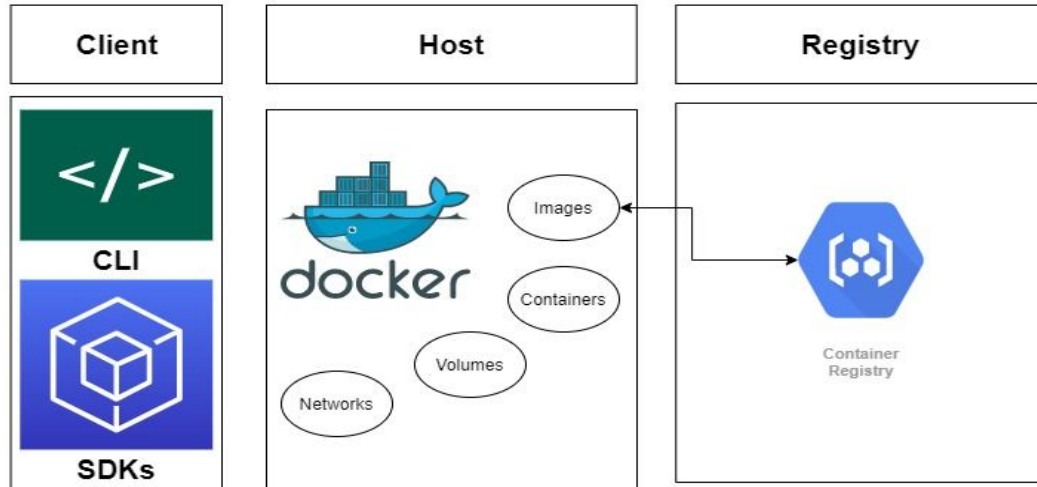 Client
Host
Registry
</>
CLI
SDKs
docker
Images
Containers
Volumes
Networks
Container
Registry